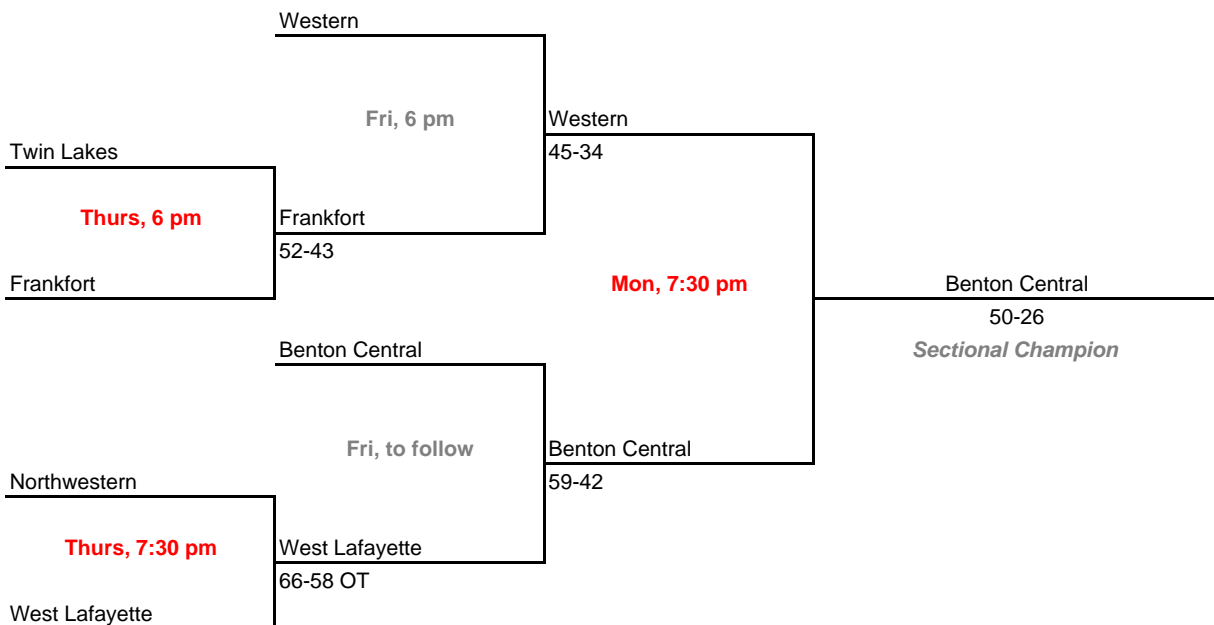 Western
Fri, 6 pm
Western
Twin Lakes
45-34
Thurs, 6 pm
Frankfort
52-43
Frankfort
Mon, 7:30 pm
Benton Central
50-26
Benton Central
Sectional Champion
Fri, to follow
Benton Central
Northwestern
59-42
Thurs, 7:30 pm
West Lafayette
66-58 OT
West Lafayette